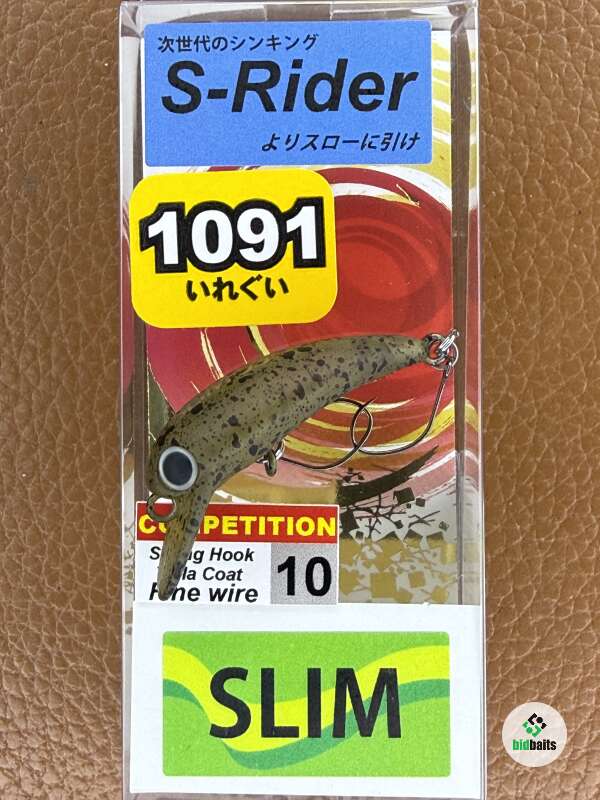 次世代のシンキング
S-Rider
よりスローに引け
1091
いれぐい
COMPETITION
Hook
Coat
wire
10
SLIM
bidbaits